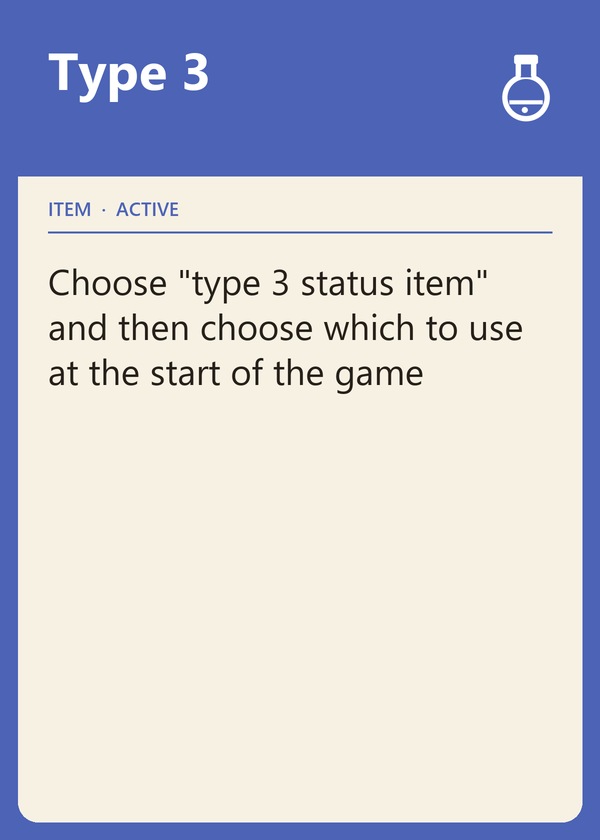 Type 3
ITEM · ACTIVE
Choose "type 3 status item"
and then choose which to use
at the start of the game